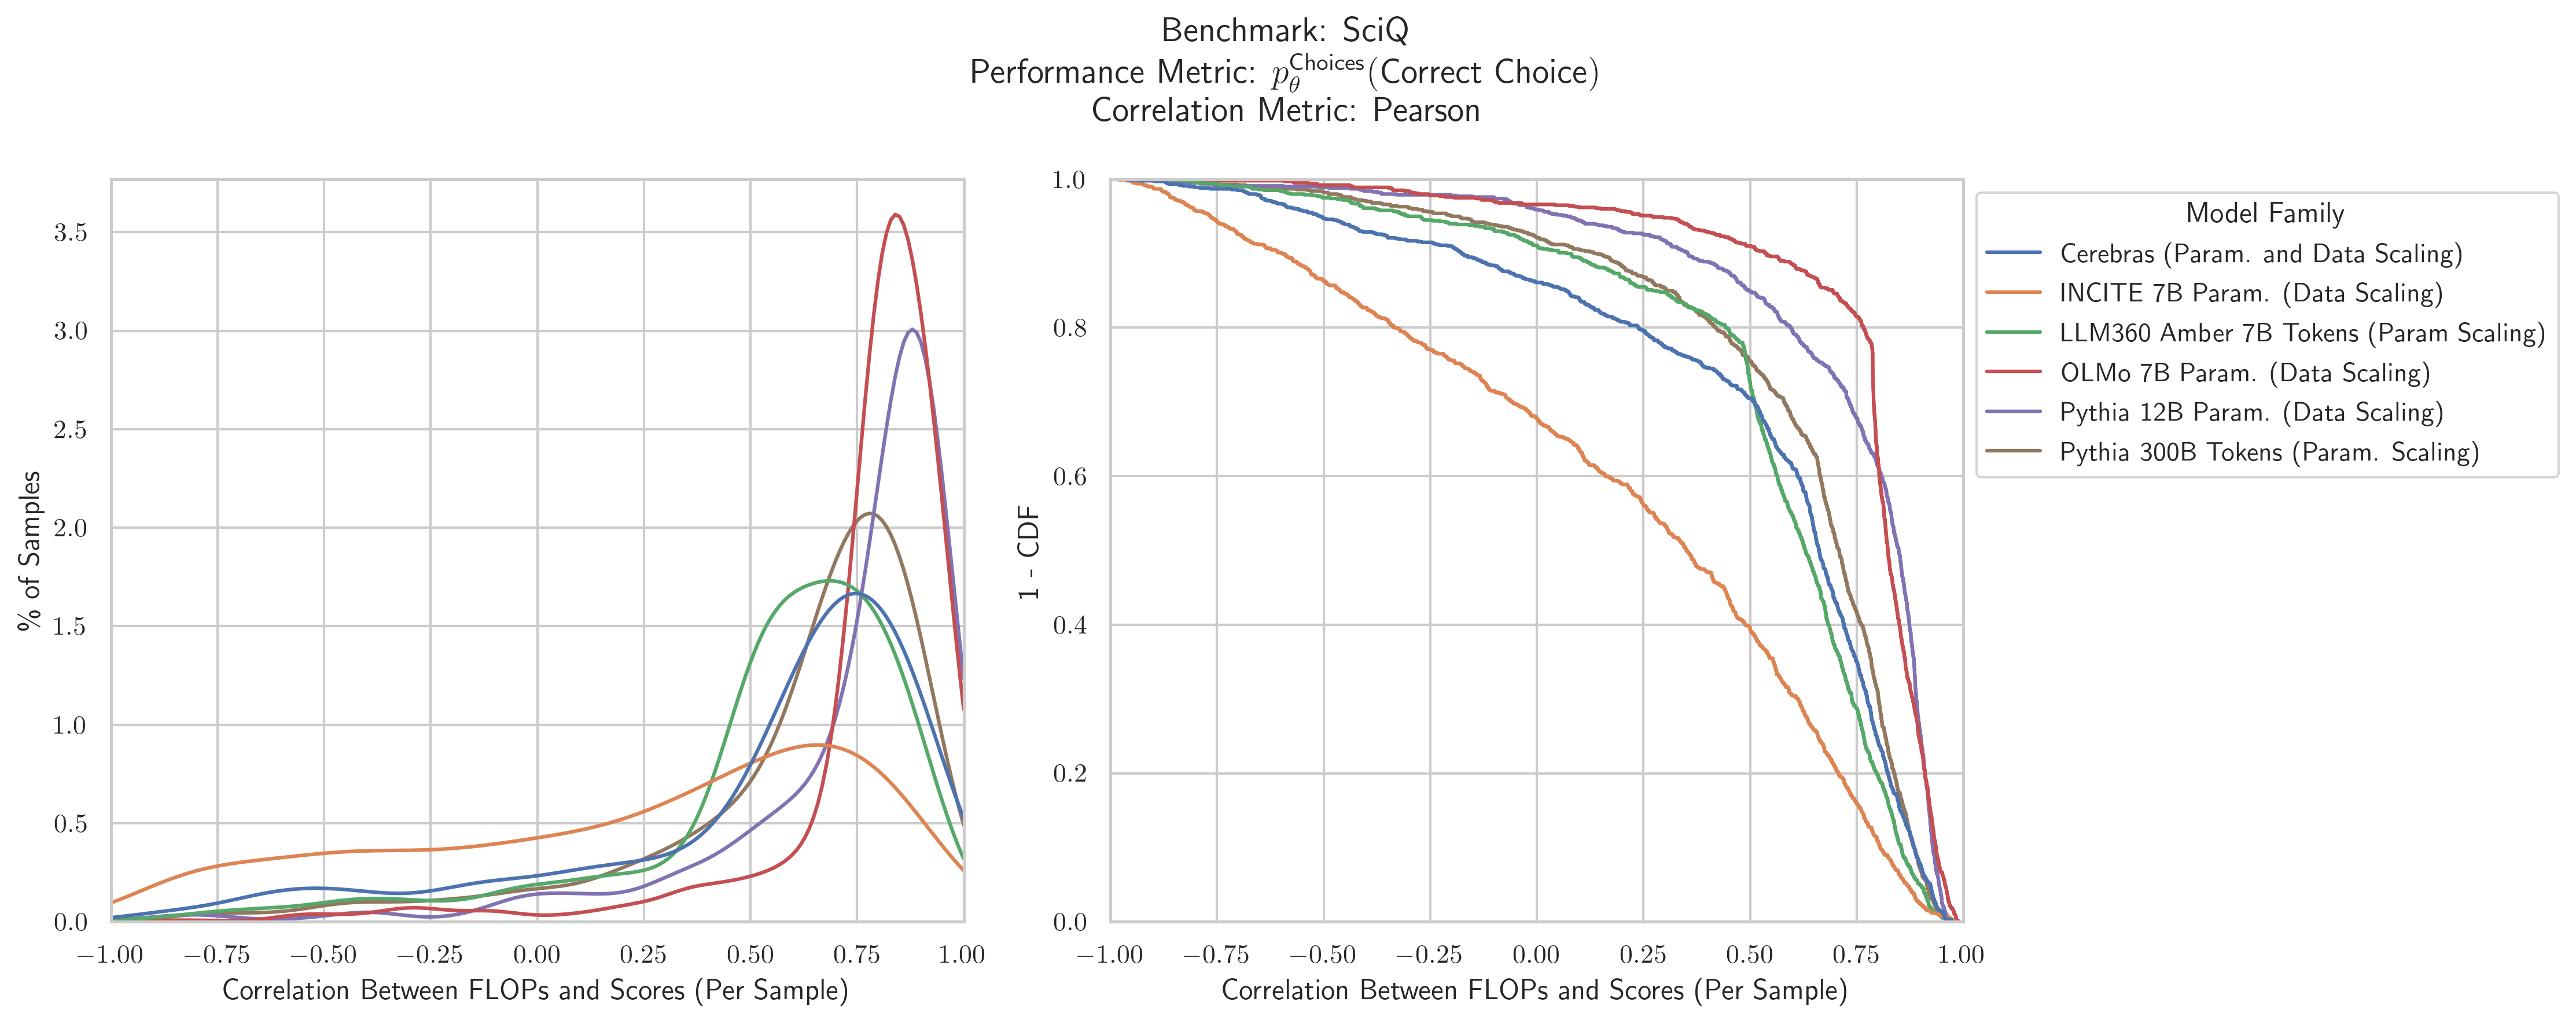 Benchmark: SciQ
Performance Metric: $p_\theta^{\text{Choices}}(\text{Correct Choice})$
Correlation Metric: Pearson
% of Samples
3.5
3.0
2.5
2.0
1.5
1.0
0.5
0.0
−1.00 −0.75 −0.50 −0.25 0.00 0.25 0.50 0.75 1.00
Correlation Between FLOPs and Scores (Per Sample)
1 - CDF
1.0
0.8
0.6
0.4
0.2
0.0
−1.00 −0.75 −0.50 −0.25 0.00 0.25 0.50 0.75 1.00
Correlation Between FLOPs and Scores (Per Sample)
Model Family
Cerebras (Param. and Data Scaling)
INCITE 7B Param. (Data Scaling)
LLM360 Amber 7B Tokens (Param Scaling)
OLMo 7B Param. (Data Scaling)
Pythia 12B Param. (Data Scaling)
Pythia 300B Tokens (Param. Scaling)